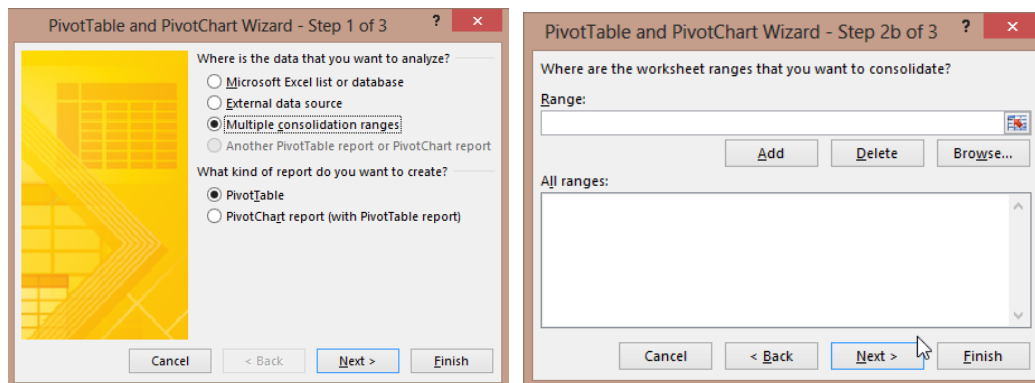 PivotTable and PivotChart Wizard - Step 1 of 3 ? ×
Where is the data that you want to analyze?
Microsoft Excel list or database
External data source
Multiple consolidation ranges
Another PivotTable report or PivotChart report
What kind of report do you want to create?
PivotTable
PivotChart report (with PivotTable report)
Cancel < Back Next > Finish
PivotTable and PivotChart Wizard - Step 2b of 3 ? ×
Where are the worksheet ranges that you want to consolidate?
Range:
Add Delete Browse...
All ranges:
Cancel < Back Next > Finish